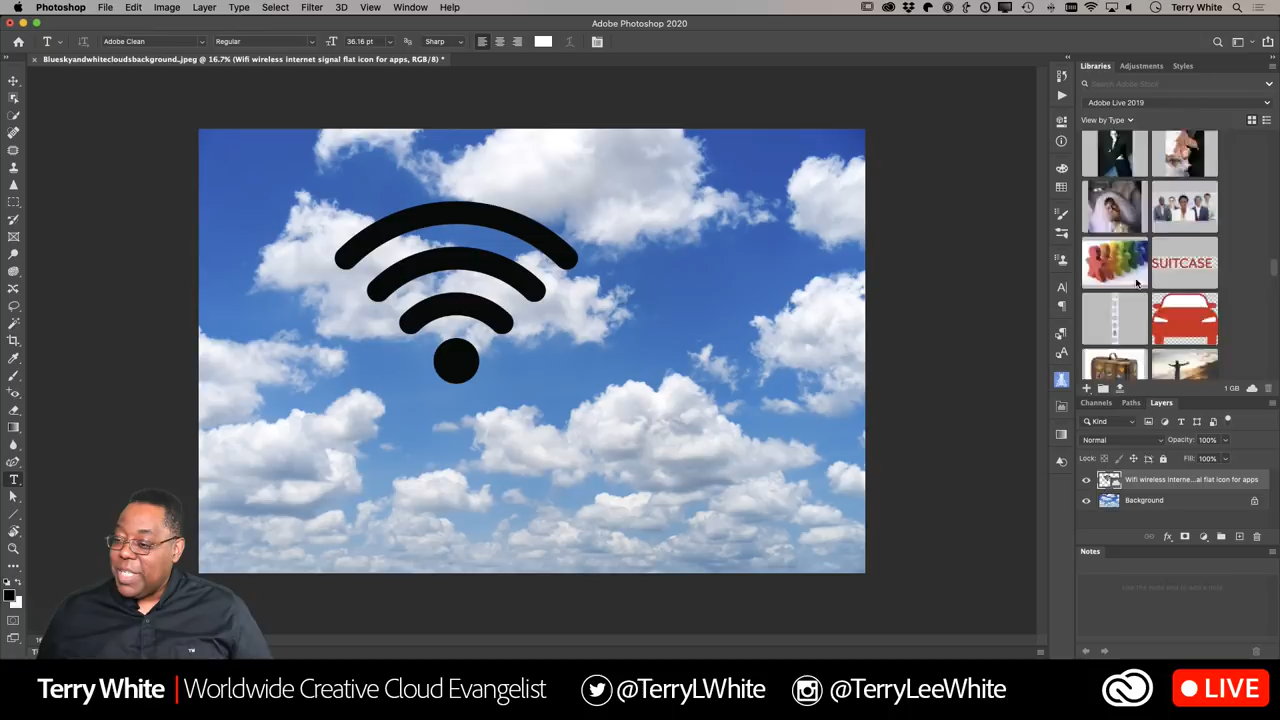 Photoshop File Edit Image Layer Type Select Filter 3D View Window Help Terry White
Adobe Photoshop 2020
T Adobe Clean Regular 36.16 pt Sharp
Blueskyandwhitecloudsbackground..jpeg @ 16.7% (Wifi wireless internet signal flat icon for apps, RGB/8) *
Libraries Adjustments Styles
Search Adobe Stock
Adobe Live 2019
View by Type
SUITCASE
1 GB
Channels Paths Layers
Kind
Normal Opacity: 100%
Lock: Fill: 100%
Wifi wireless interne...al flat icon for apps
Background
Notes
Terry White Worldwide Creative Cloud Evangelist @TerryLWhite @TerryLeeWhite LIVE